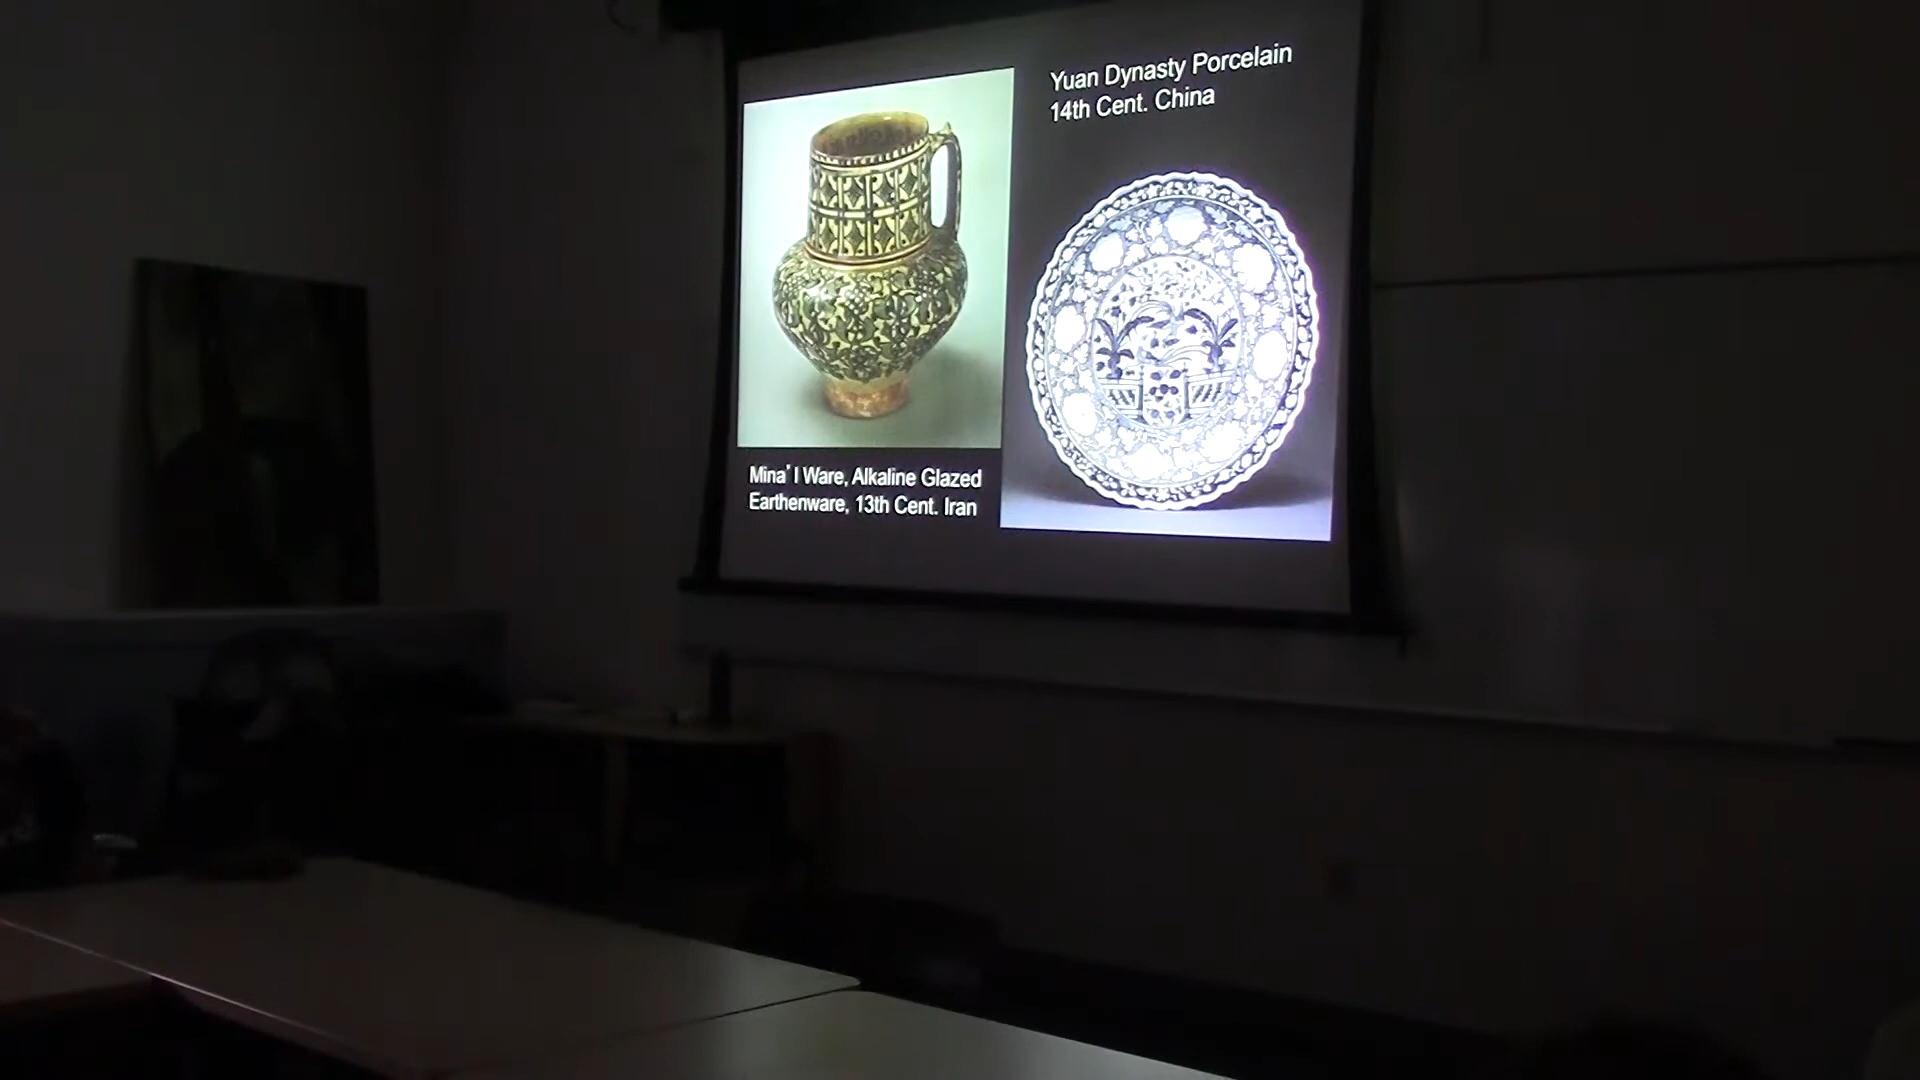 Yuan Dynasty Porcelain
14th Cent. China
Mina' I Ware, Alkaline Glazed
Earthenware, 13th Cent. Iran